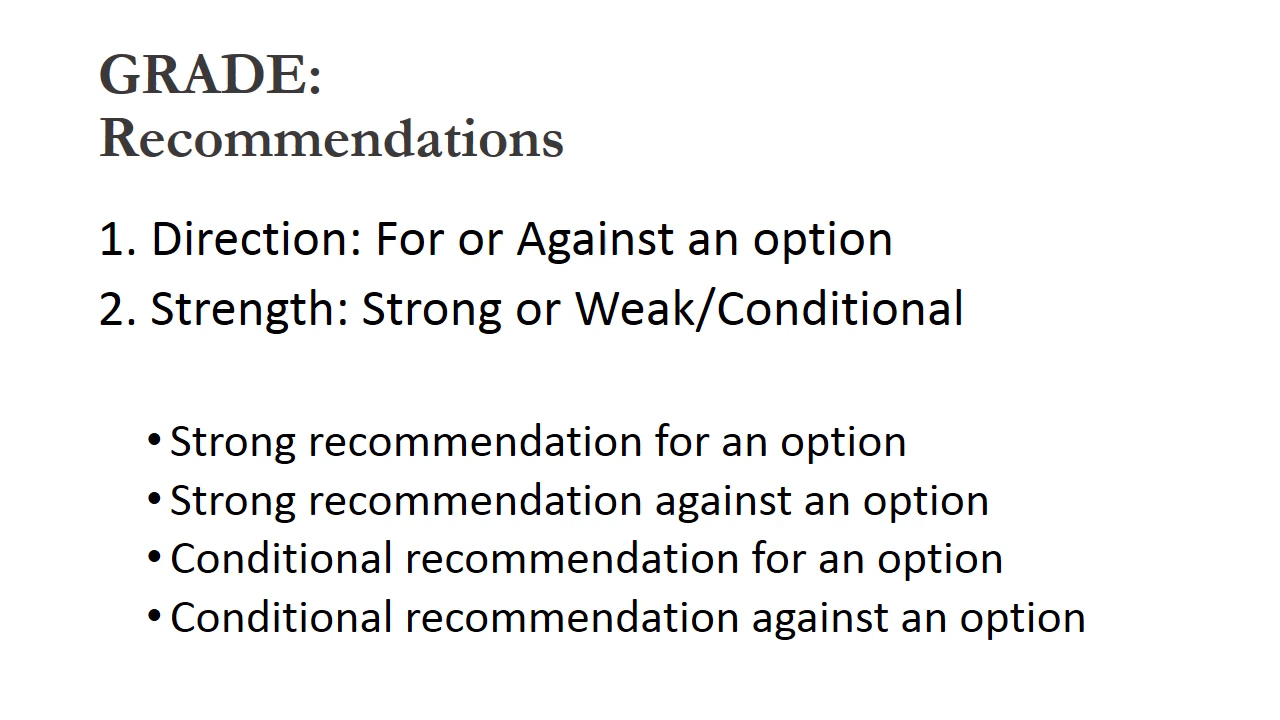 GRADE:
Recommendations
1. Direction: For or Against an option
2. Strength: Strong or Weak/Conditional
• Strong recommendation for an option
• Strong recommendation against an option
• Conditional recommendation for an option
• Conditional recommendation against an option